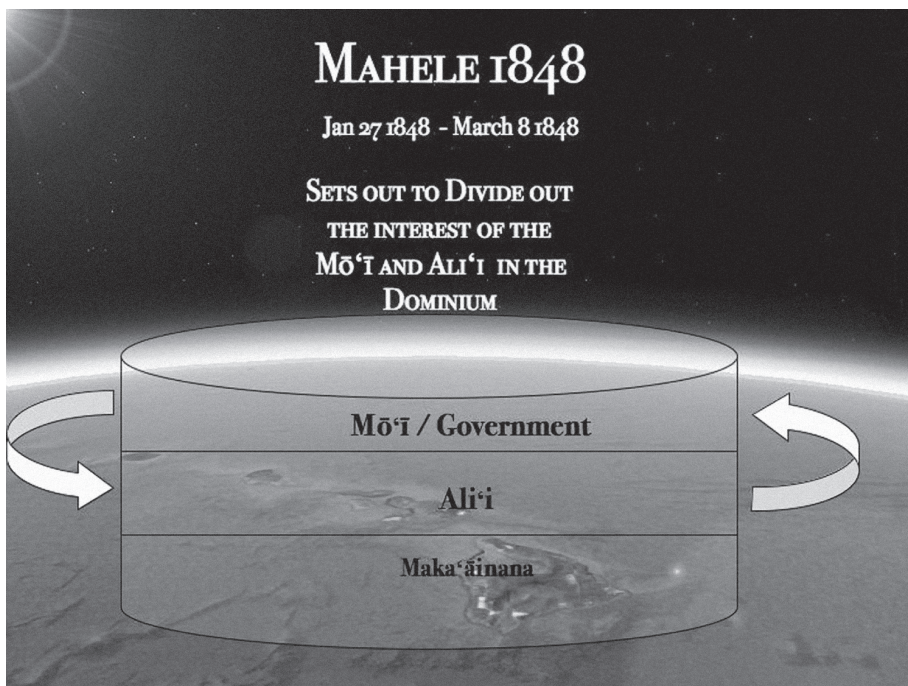 Mahele 1848
Jan 27 1848 - March 8 1848
Sets out to Divide out
the interest of the
Mōʻī and Aliʻi in the
Dominium
Mōʻī / Government
Aliʻi
Makaʻāinana